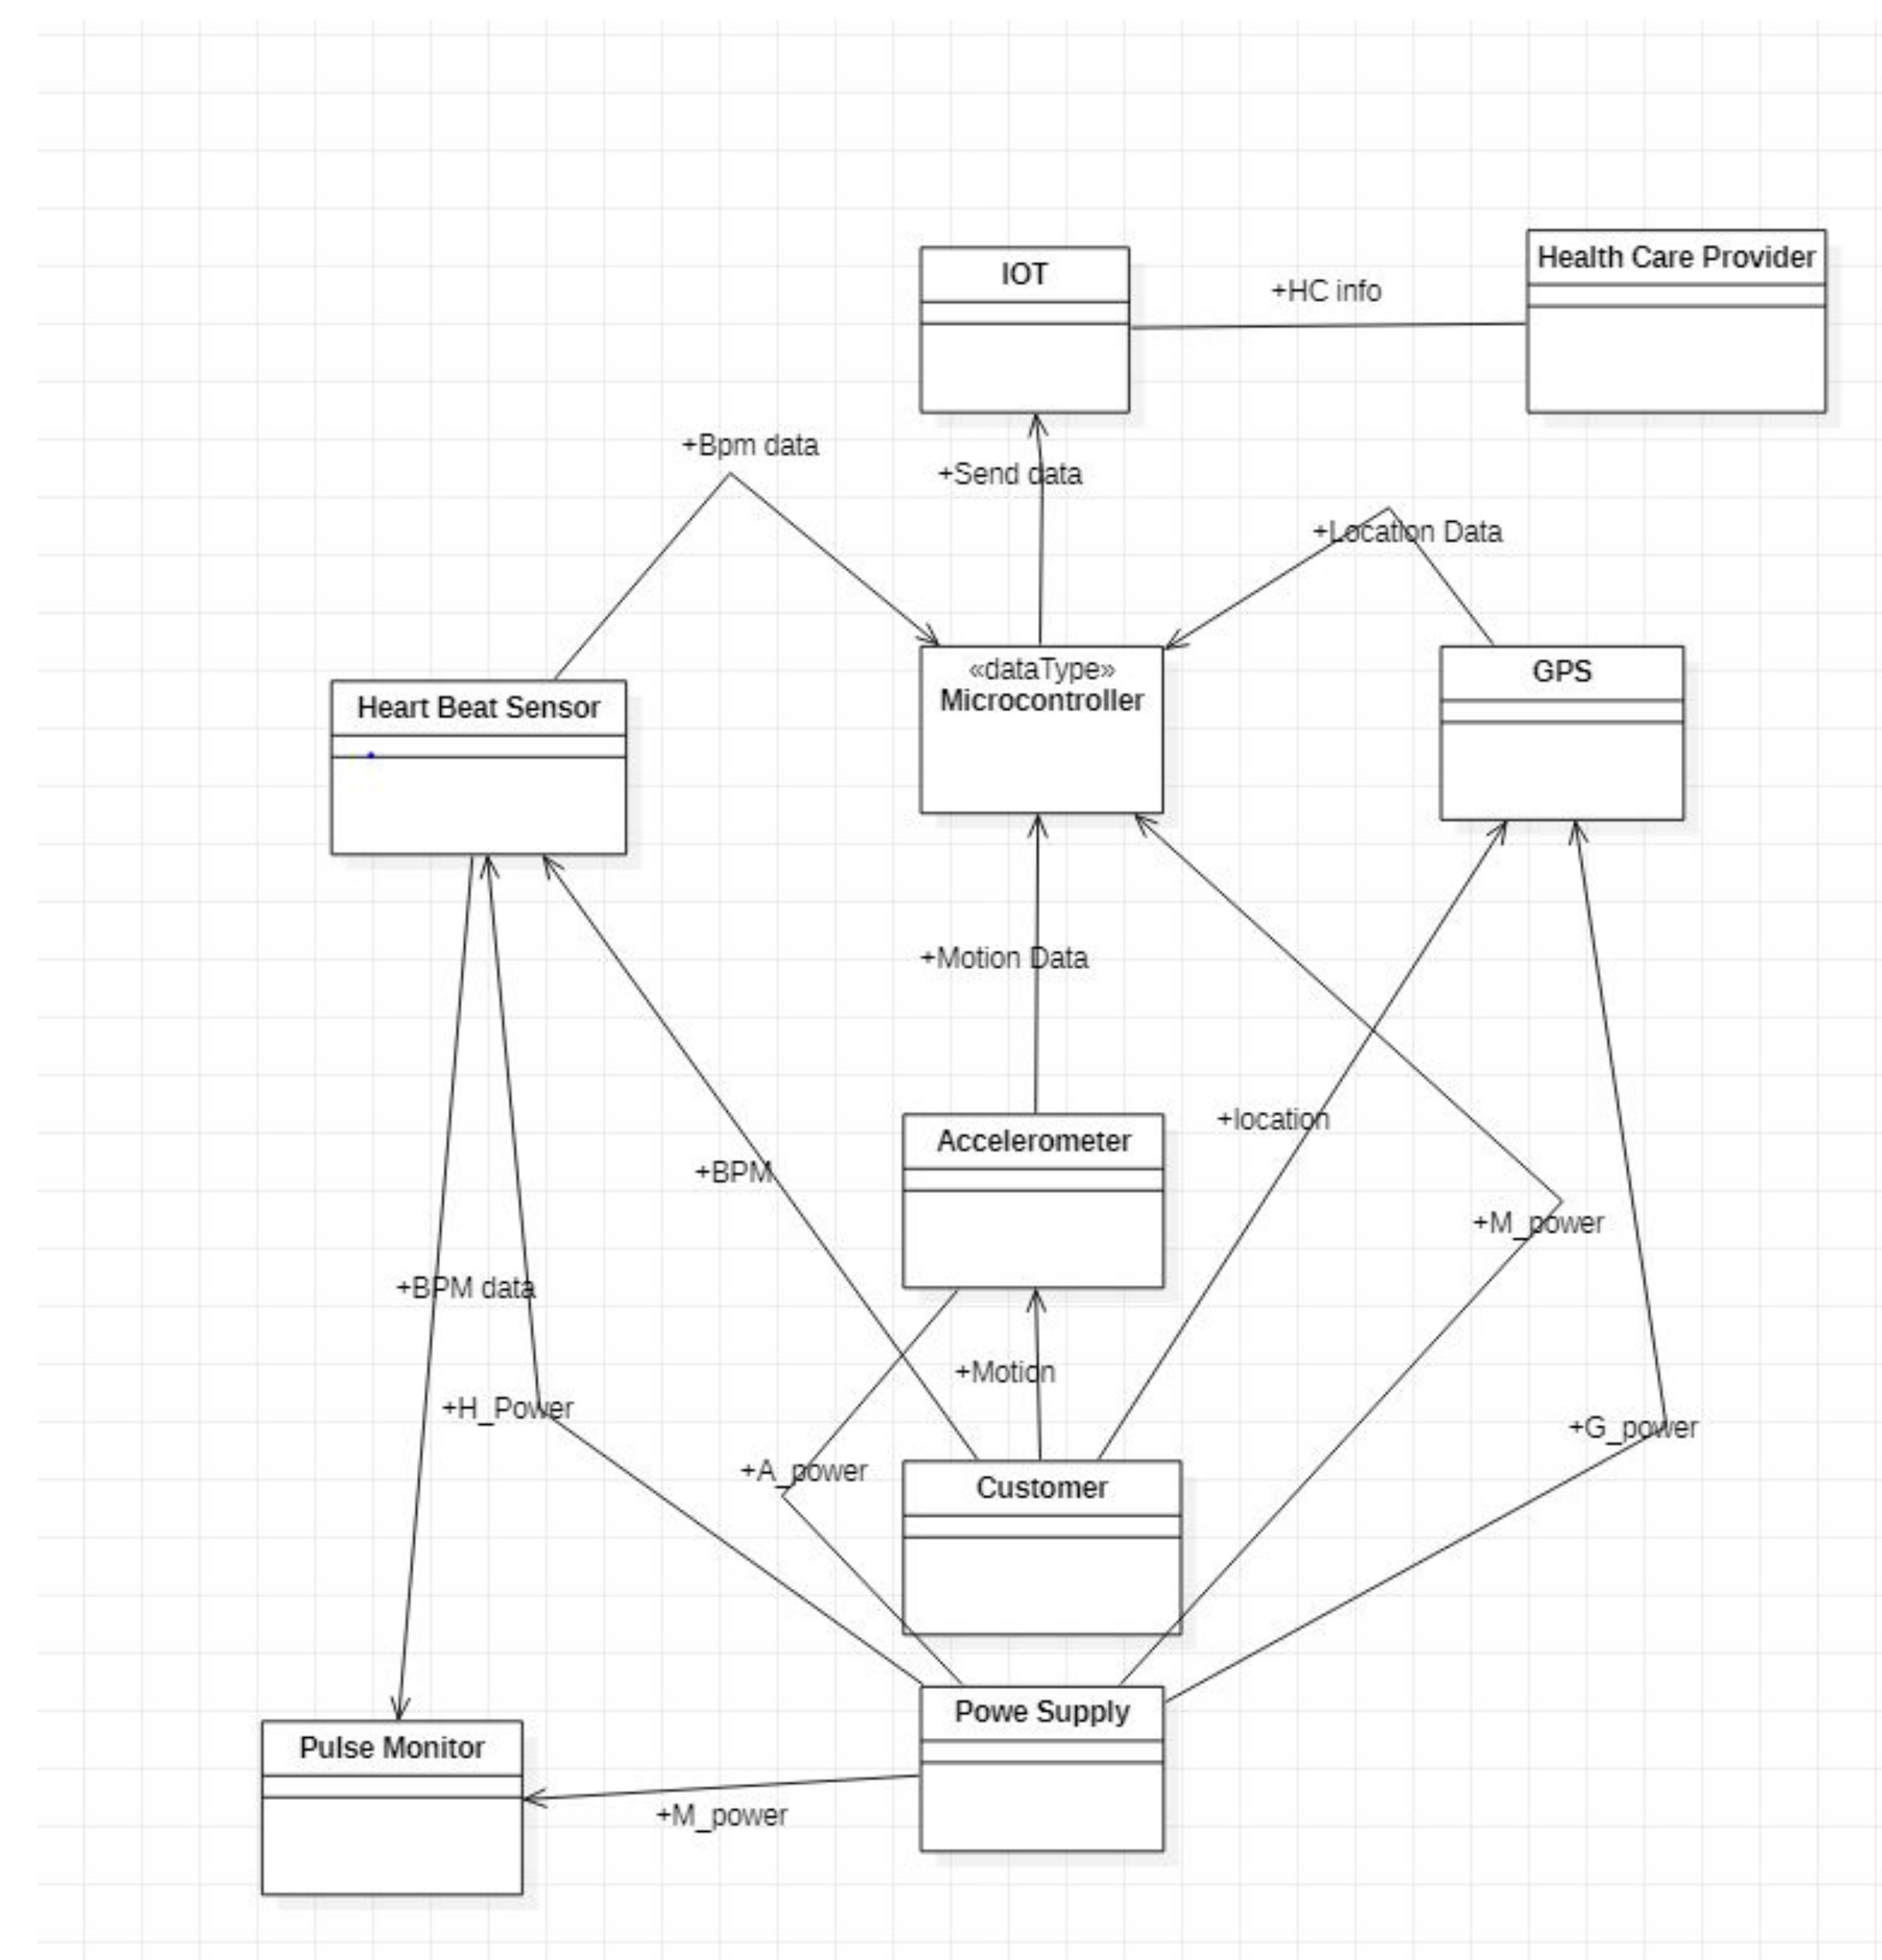 IOT
Health Care Provider
+HC info
+Bpm data
+Send data
+Location Data
«dataType»
Microcontroller
GPS
Heart Beat Sensor
+Motion Data
+location
Accelerometer
+BPM
+M_power
+BPM data
+Motion
+H_Power
+G_power
+A_power
Customer
Powe Supply
Pulse Monitor
+M_power